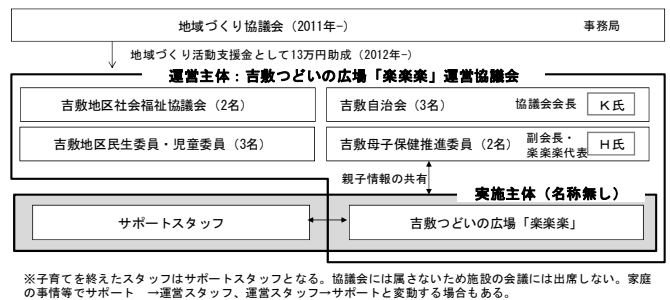 地域づくり協議会（2011年-） 事務局
地域づくり活動支援金として13万円助成（2012年-）
運営主体：吉敷つどいの広場「楽楽楽」運営協議会
吉敷地区社会福祉協議会（2名）
吉敷自治会（3名） 協議会会長 K氏
吉敷地区民生委員・児童委員（3名）
吉敷母子保健推進委員（2名） 副会長・楽楽楽代表 H氏
親子情報の共有
実施主体（名称無し）
サポートスタッフ
吉敷つどいの広場「楽楽楽」
※子育てを終えたスタッフはサポートスタッフとなる。協議会には属さないため施設の会議には出席しない。家庭
の事情等でサポート　→運営スタッフ、運営スタッフ→サポートと変動する場合もある。